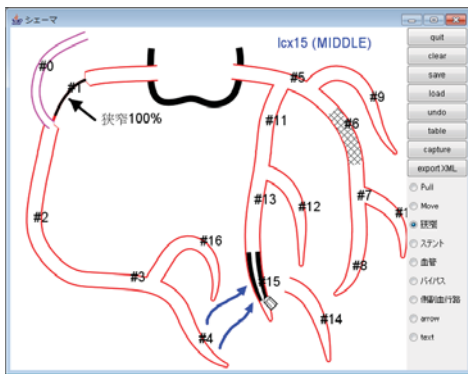 シェーマ
lcx15 (MIDDLE)
#0
#1
狭窄100%
#2
#3
#16
#4
#5
#9
#6
#11
#7
#1
#13
#12
#8
#15
#14
quit
clear
save
load
undo
table
capture
export XML
Pull
Move
狭窄
ステント
血管
バイパス
側副血行路
arrow
text